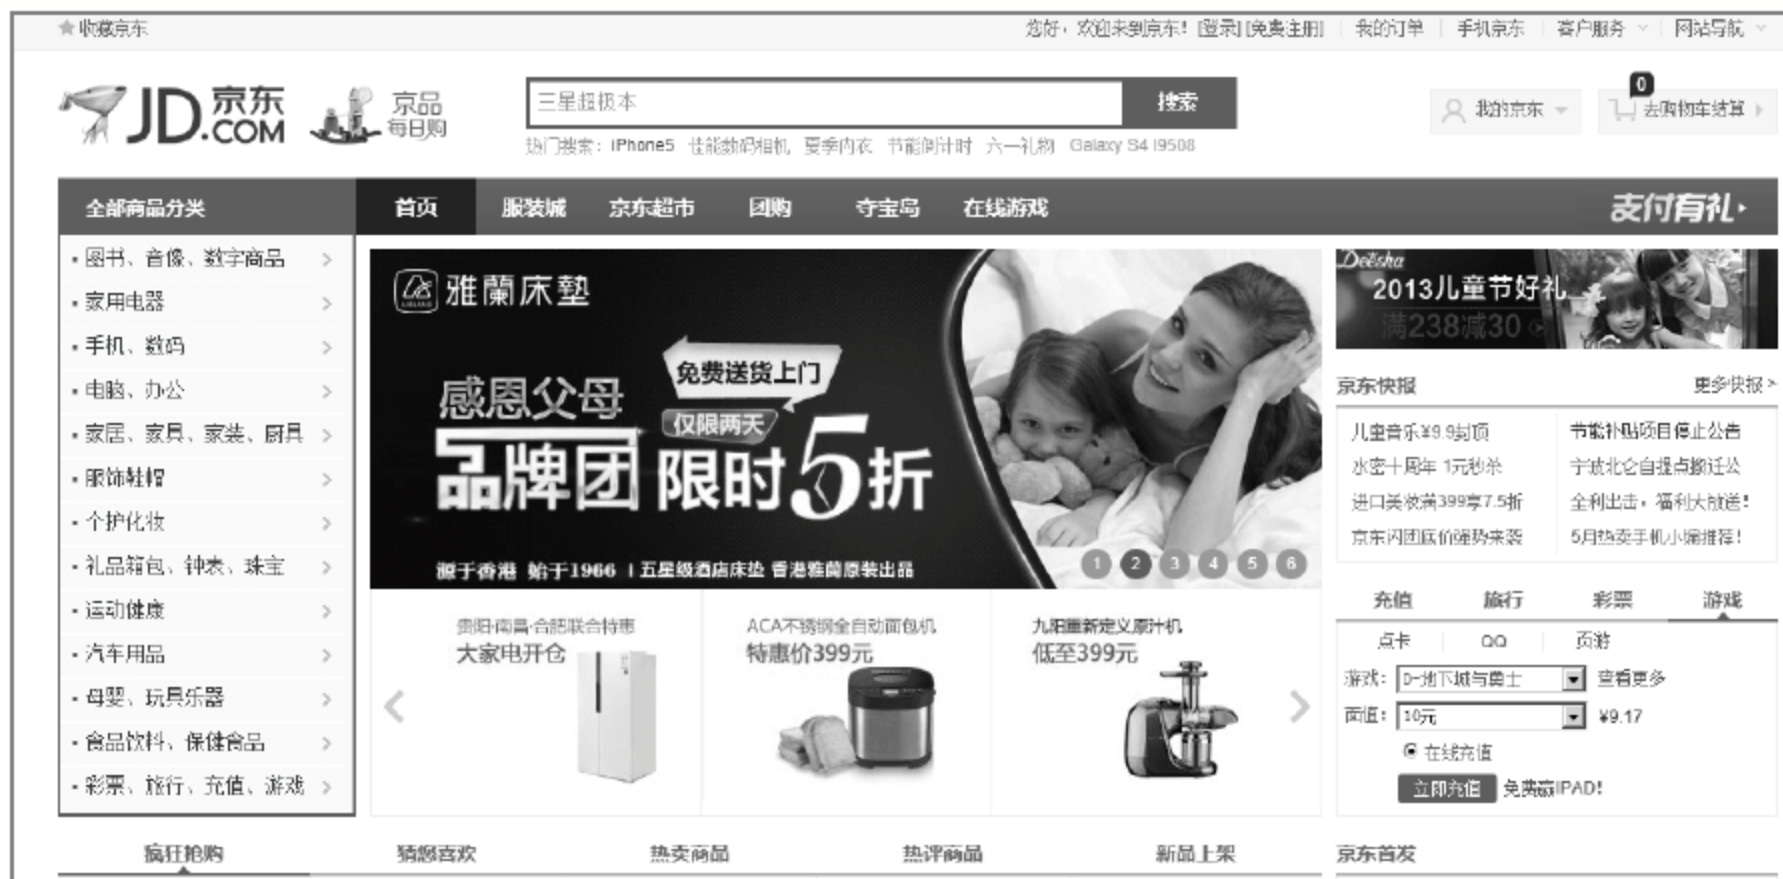 收藏京东
您好，欢迎来到京东！[登录] [免费注册] 我的订单 手机京东 客户服务 网站导航
JD.COM 京东
京品
每日购
三星超极本 搜索
我的京东
0
去购物车结算
热门搜索：iPhone5 佳能数码相机 夏季内衣 节能倒计时 六一礼物 Galaxy S4 I9508
全部商品分类 首页 服装城 京东超市 团购 夺宝岛 在线游戏 支付有礼
图书、音像、数字商品
家用电器
手机、数码
电脑、办公
家居、家具、家装、厨具
服饰鞋帽
个护化妆
礼品箱包、钟表、珠宝
运动健康
汽车用品
母婴、玩具乐器
食品饮料、保健食品
彩票、旅行、充值、游戏
雅蘭床墊
免费送货上门
感恩父母
仅限两天
品牌团 限时5折
源于香港 始于1966 | 五星级酒店床垫 香港雅蘭原装出品
1 2 3 4 5 6
贵阳·南昌·合肥联合特惠
大家电开仓
ACA不锈钢全自动面包机
特惠价399元
九阳重新定义原汁机
低至399元
Deesha
2013儿童节好礼
满238减30
京东快报 更多快报 >
儿童音乐¥9.9封顶 节能补贴项目停止公告
水密十周年 1元秒杀 宁波北仑自提点搬迁公
进口美妆满399享7.5折 全利出击，福利大放送！
京东闪团底价强势来袭 5月热卖手机小编推荐！
充值 旅行 彩票 游戏
点卡 QQ 页游
游戏： D-地下城与勇士 查看更多
面值： 10元 ¥9.17
在线充值
立即充值 免费赢IPAD！
疯狂抢购 猜您喜欢 热卖商品 热评商品 新品上架 京东首发